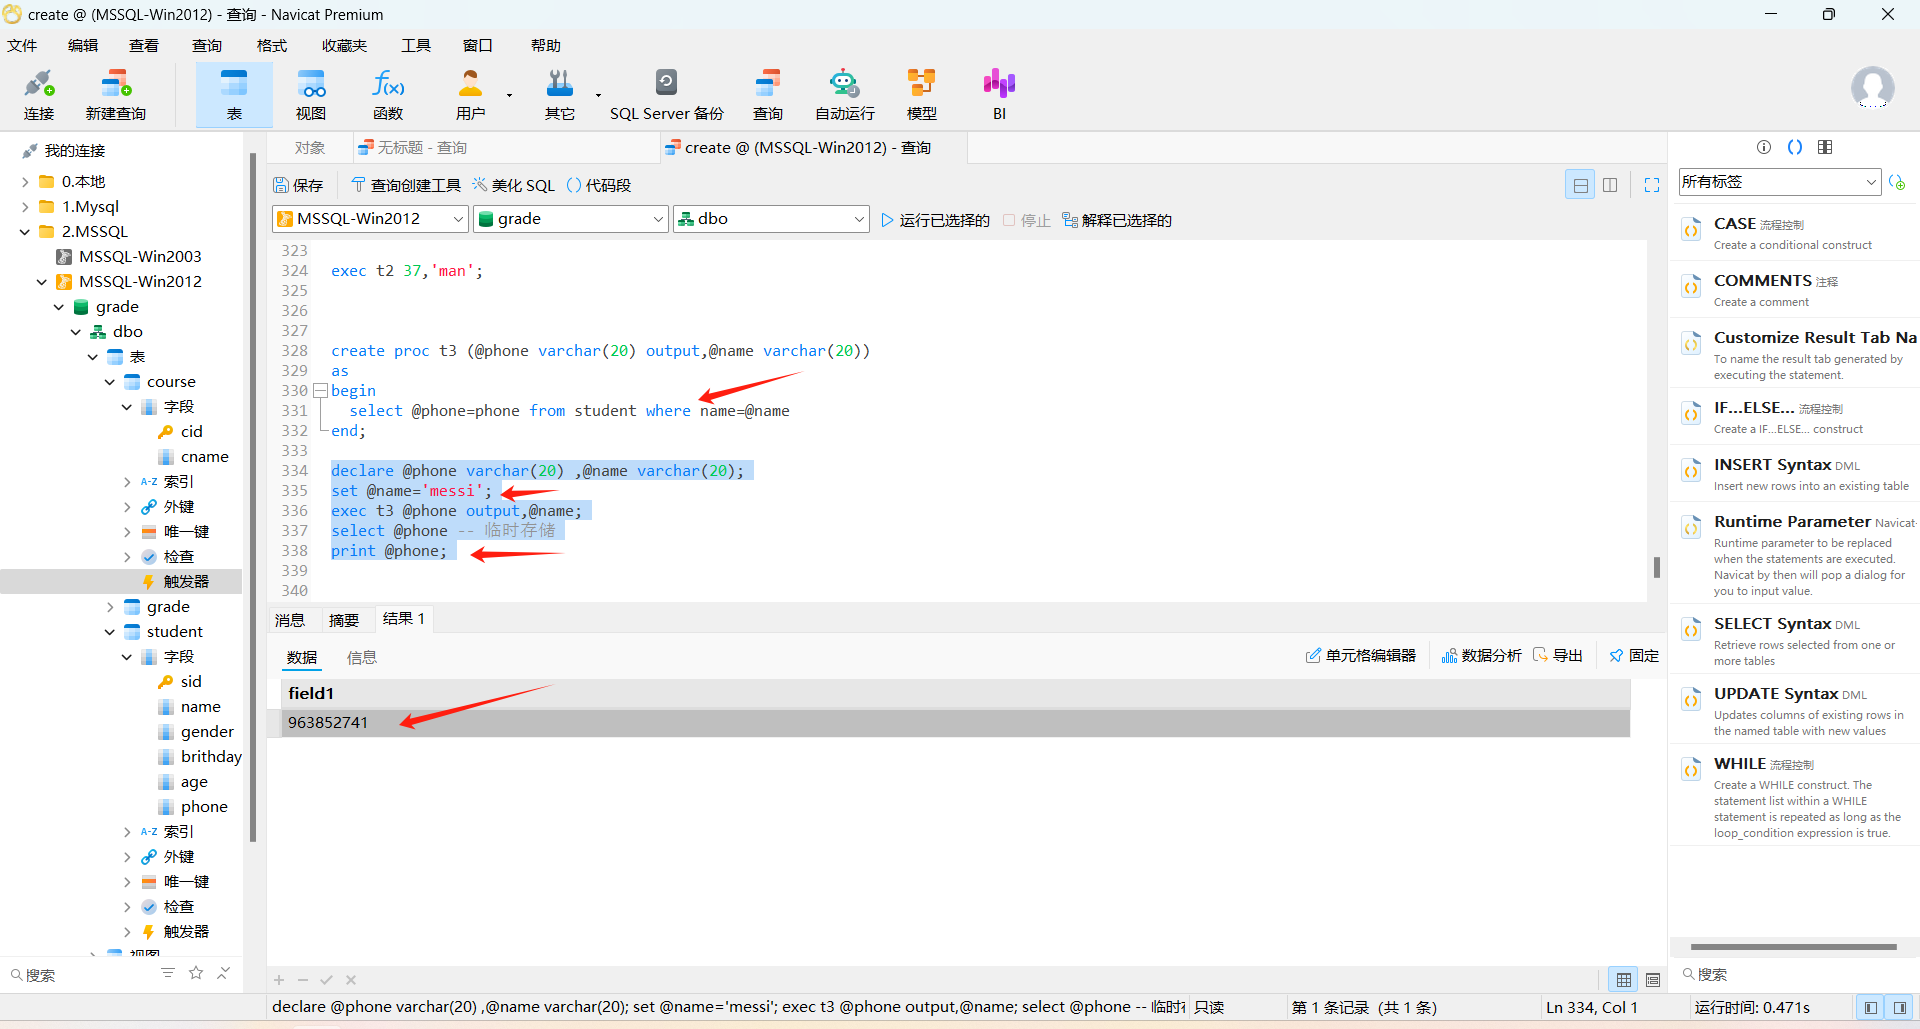 create @ (MSSQL-Win2012) - 查询 - Navicat Premium
文件 编辑 查看 查询 格式 收藏夹 工具 窗口 帮助
连接 新建查询 表 视图 函数 用户 其它 SQL Server 备份 查询 自动运行 模型 BI
我的连接
0.本地
1.Mysql
2.MSSQL
MSSQL-Win2003
MSSQL-Win2012
grade
dbo
表
course
字段
cid
cname
索引
外键
唯一键
检查
触发器
grade
student
字段
sid
name
gender
brithday
age
phone
索引
外键
唯一键
检查
触发器
视图
搜索
对象 无标题 - 查询 create @ (MSSQL-Win2012) - 查询
保存 查询创建工具 美化 SQL 代码段
MSSQL-Win2012 grade dbo 运行已选择的 停止 解释已选择的
323
324 exec t2 37,'man';
325
326
327
328 create proc t3 (@phone varchar(20) output,@name varchar(20))
329 as
330 begin
331 select @phone=phone from student where name=@name
332 end;
333
334 declare @phone varchar(20) ,@name varchar(20);
335 set @name='messi';
336 exec t3 @phone output,@name;
337 select @phone -- 临时存储
338 print @phone;
339
340
消息 摘要 结果 1
数据 信息 单元格编辑器 数据分析 导出 固定
field1
963852741
declare @phone varchar(20) ,@name varchar(20); set @name='messi'; exec t3 @phone output,@name; select @phone -- 临时 只读 第 1 条记录 (共 1 条) Ln 334, Col 1 运行时间: 0.471s
所有标签
CASE 流程控制
Create a conditional construct
COMMENTS 注释
Create a comment
Customize Result Tab Na
To name the result tab generated by
executing the statement.
IF...ELSE... 流程控制
Create a IF...ELSE... construct
INSERT Syntax DML
Insert new rows into an existing table
Runtime Parameter Navicat
Runtime parameter to be replaced
when the statements are executed.
Navicat by then will pop a dialog for
you to input value.
SELECT Syntax DML
Retrieve rows selected from one or
more tables
UPDATE Syntax DML
Updates columns of existing rows in
the named table with new values
WHILE 流程控制
Create a WHILE construct. The
statement list within a WHILE
statement is repeated as long as the
loop_condition expression is true.
搜索